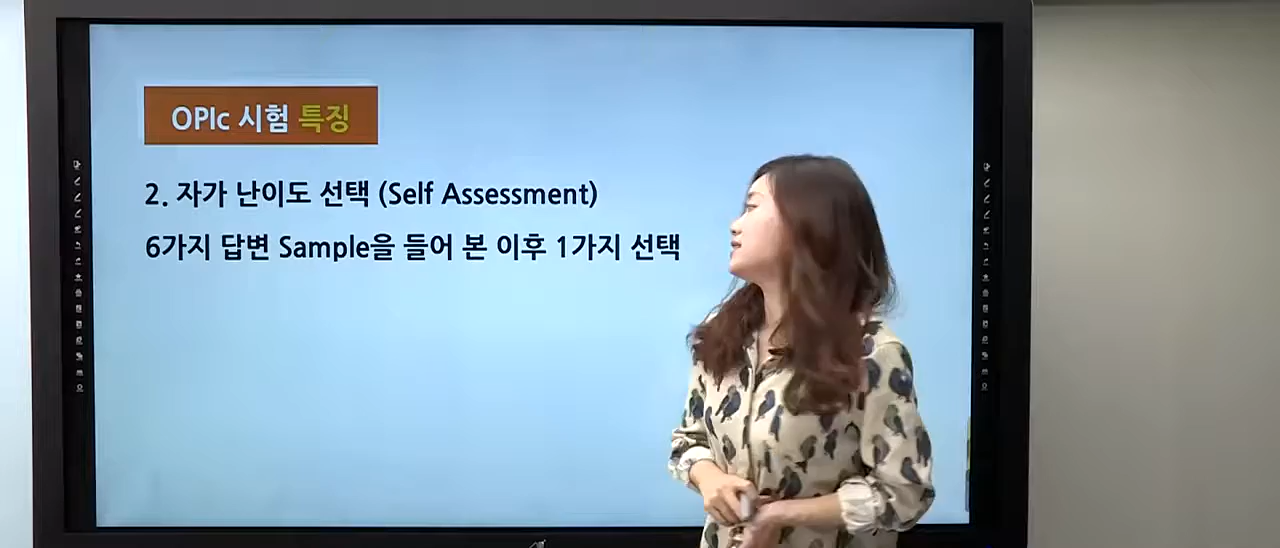 OPIc 시험 특징
2. 자가 난이도 선택 (Self Assessment)
6가지 답변 Sample을 들어 본 이후 1가지 선택